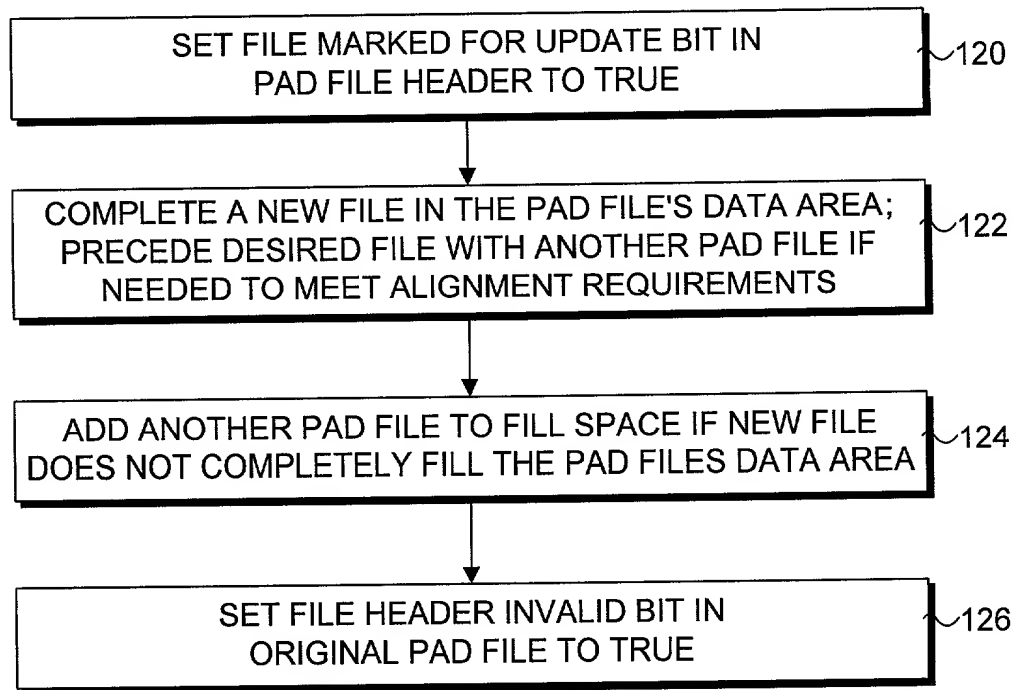 SET FILE MARKED FOR UPDATE BIT IN
PAD FILE HEADER TO TRUE
120
COMPLETE A NEW FILE IN THE PAD FILE'S DATA AREA;
PRECEDE DESIRED FILE WITH ANOTHER PAD FILE IF
NEEDED TO MEET ALIGNMENT REQUIREMENTS
122
ADD ANOTHER PAD FILE TO FILL SPACE IF NEW FILE
DOES NOT COMPLETELY FILL THE PAD FILES DATA AREA
124
SET FILE HEADER INVALID BIT IN
ORIGINAL PAD FILE TO TRUE
126